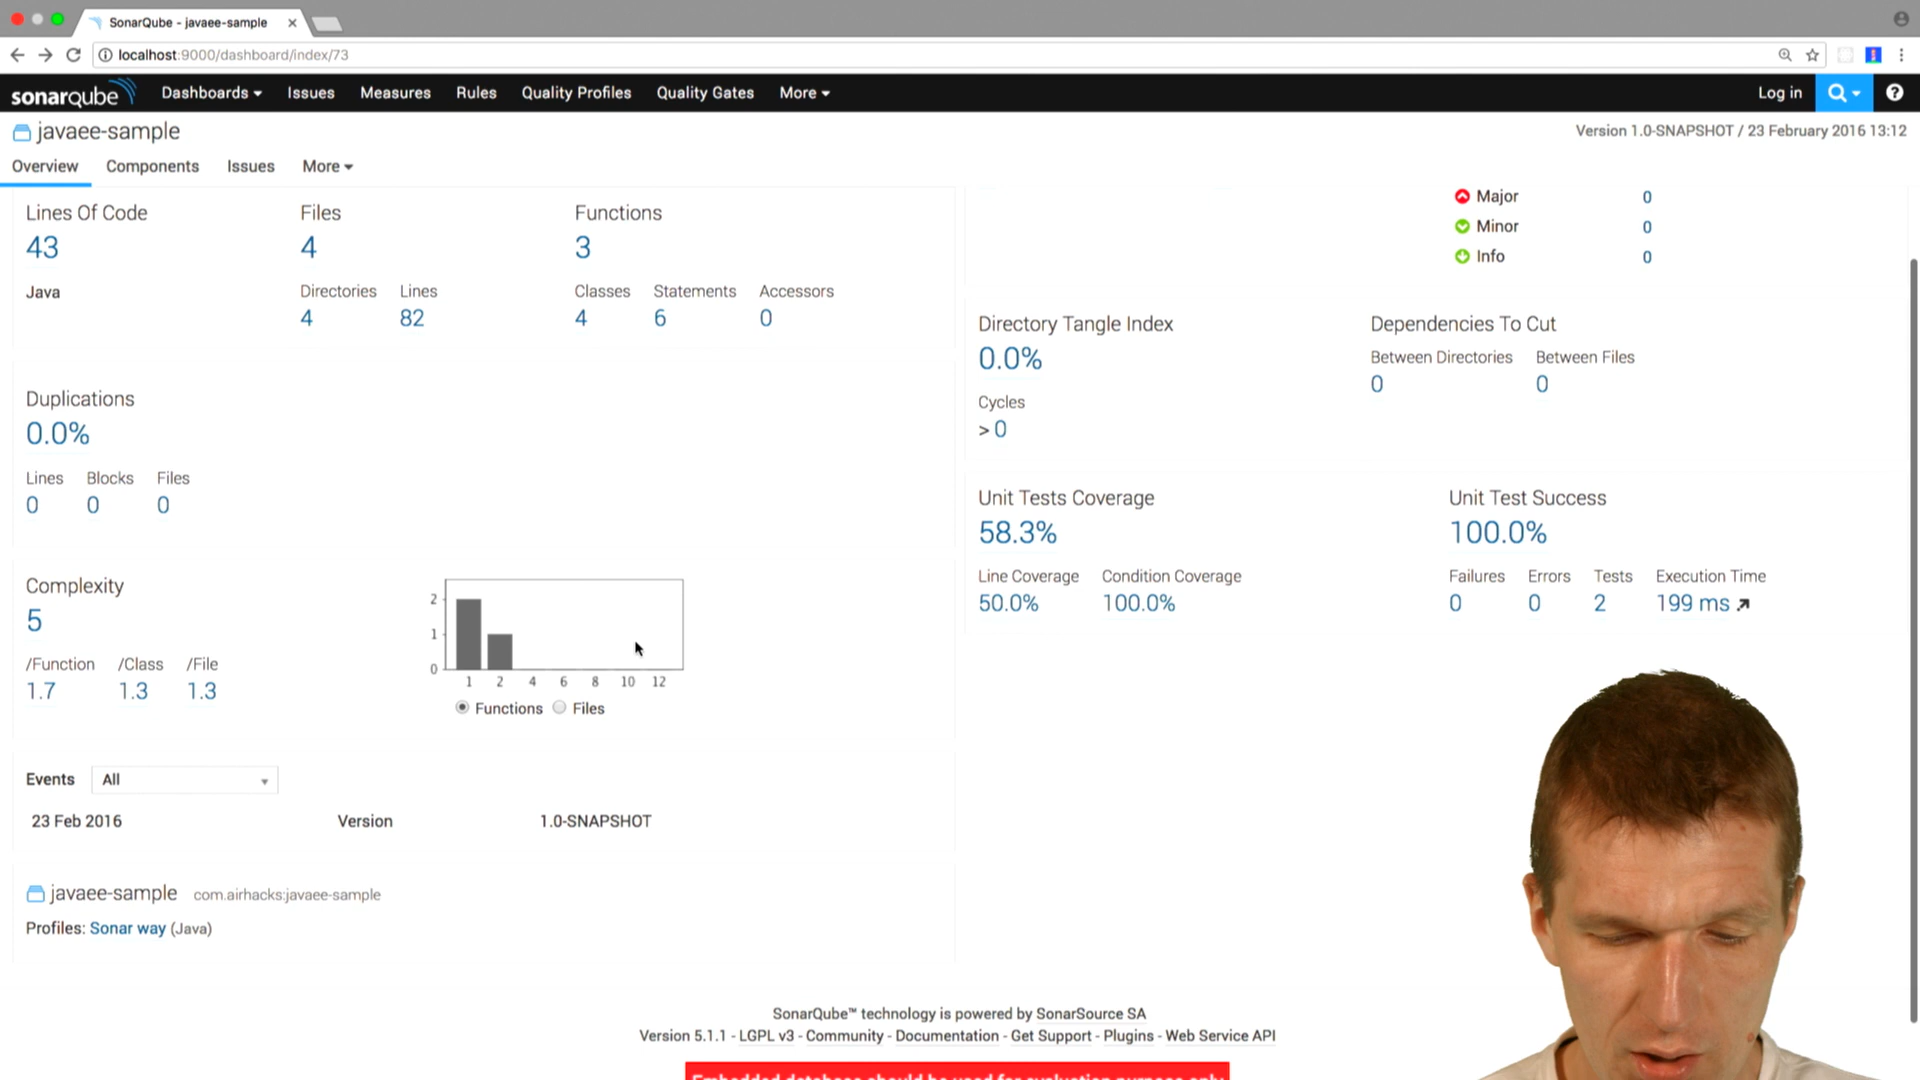 SonarQube - javaee-sample
localhost:9000/dashboard/index/73
sonarqube Dashboards Issues Measures Rules Quality Profiles Quality Gates More Log in
javaee-sample
Version 1.0-SNAPSHOT / 23 February 2016 13:12
Overview Components Issues More
Lines Of Code Files Functions
43 4 3
Java
Directories Lines
4 82
Classes Statements Accessors
4 6 0
Duplications
0.0%
Lines Blocks Files
0 0 0
Complexity
5
/Function /Class /File
1.7 1.3 1.3
2
1
0
1 2 4 6 8 10 12
Functions Files
Events All
23 Feb 2016 Version 1.0-SNAPSHOT
javaee-sample com.airhacks:javaee-sample
Profiles: Sonar way (Java)
Major 0
Minor 0
Info 0
Directory Tangle Index
0.0%
Cycles
> 0
Dependencies To Cut
Between Directories Between Files
0 0
Unit Tests Coverage
58.3%
Line Coverage Condition Coverage
50.0% 100.0%
Unit Test Success
100.0%
Failures Errors Tests Execution Time
0 0 2 199 ms
SonarQube™ technology is powered by SonarSource SA
Version 5.1.1 - LGPL v3 - Community - Documentation - Get Support - Plugins - Web Service API
Embedded database should be used for evaluation purpose only